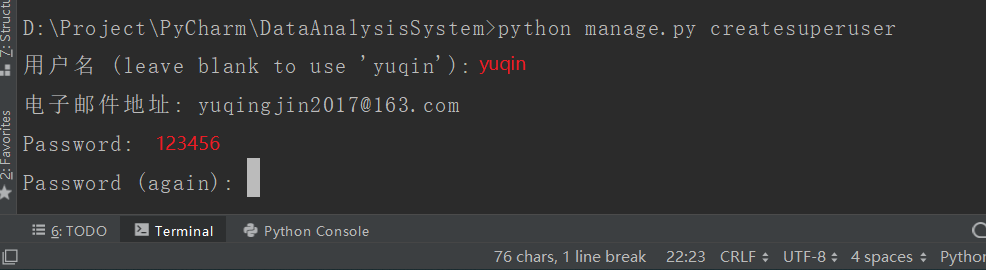 Z: Structure
2: Favorites
D:\Project\PyCharm\DataAnalysisSystem>python manage.py createsuperuser
用户名 (leave blank to use 'yuqin'): yuqin
电子邮件地址: yuqingjin2017@163.com
Password: 123456
Password (again):
6: TODO Terminal Python Console
76 chars, 1 line break 22:23 CRLF UTF-8 4 spaces Python